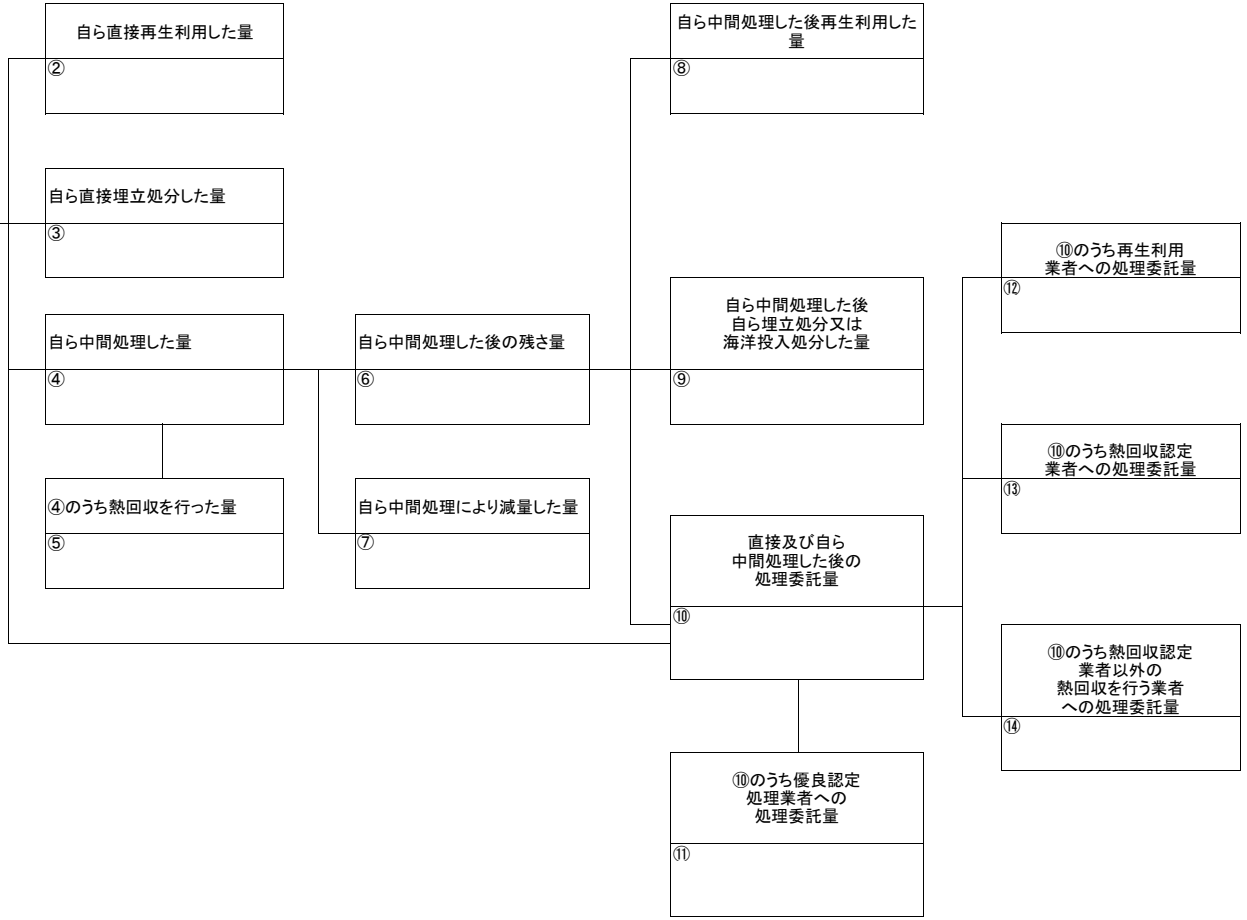 自ら直接再生利用した量
②
自ら直接埋立処分した量
③
自ら中間処理した量
④
④のうち熱回収を行った量
⑤
自ら中間処理した後の残さ量
⑥
自ら中間処理により減量した量
⑦
自ら中間処理した後再生利用した
量
⑧
自ら中間処理した後
自ら埋立処分又は
海洋投入処分した量
⑨
直接及び自ら
中間処理した後の
処理委託量
⑩
⑩のうち優良認定
処理業者への
処理委託量
⑪
⑩のうち再生利用
業者への処理委託量
⑫
⑩のうち熱回収認定
業者への処理委託量
⑬
⑩のうち熱回収認定
業者以外の
熱回収を行う業者
への処理委託量
⑭